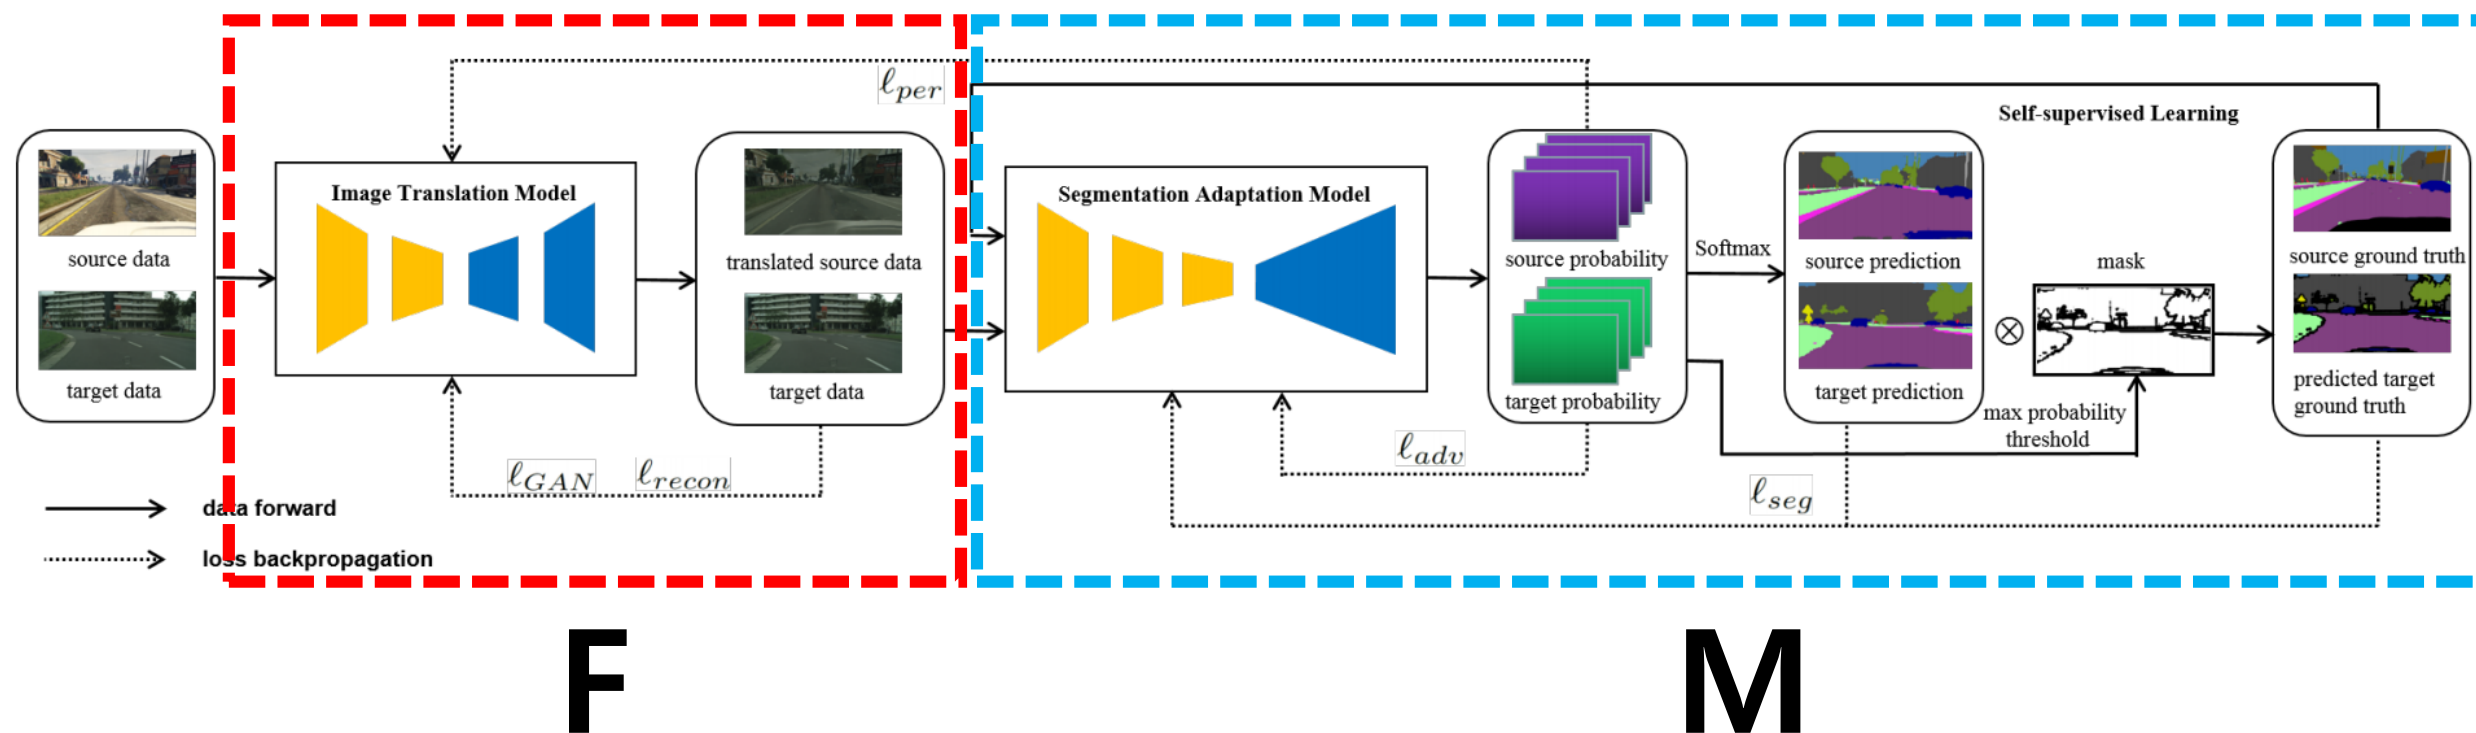 ℓper
Self-supervised Learning
Image Translation Model
Segmentation Adaptation Model
source data
target data
translated source data
target data
source probability
target probability
Softmax
source prediction
target prediction
mask
max probability
threshold
source ground truth
predicted target
ground truth
ℓGAN
ℓrecon
ℓadv
ℓseg
data forward
loss backpropagation
F
M